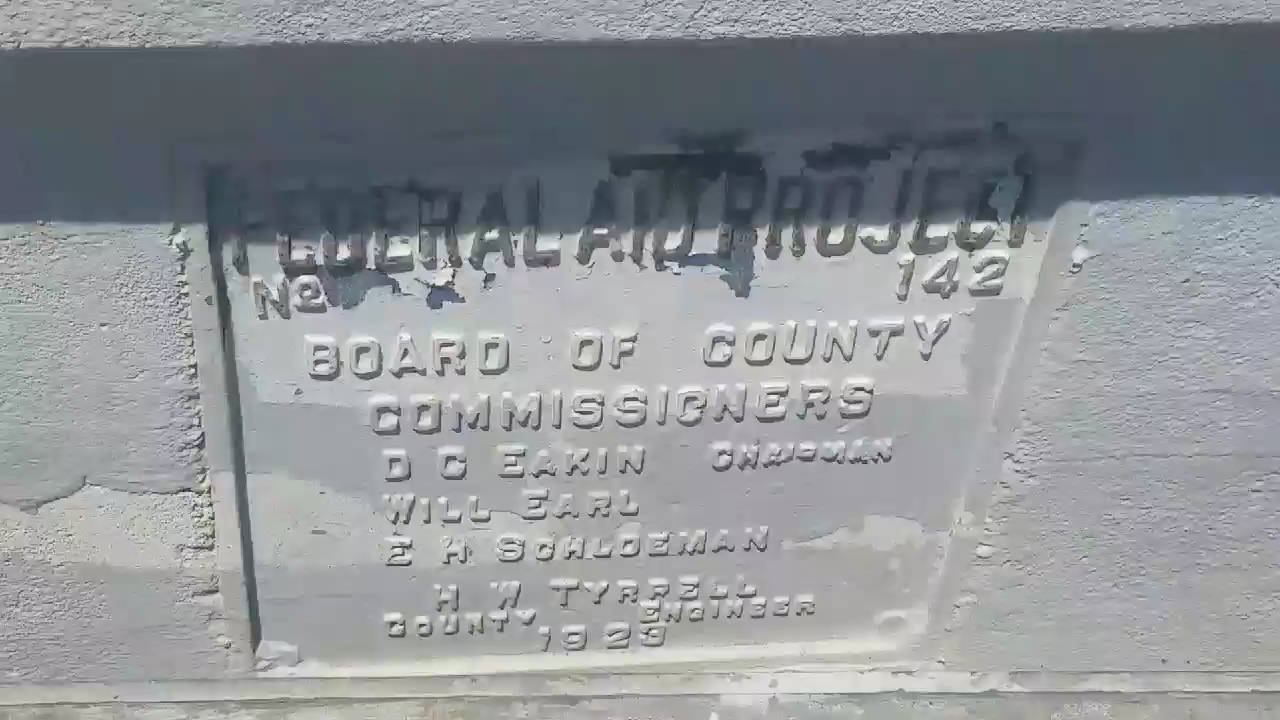 FEDERAL AID PROJECT
No 142
BOARD OF COUNTY
COMMISSIONERS
D C EAKIN CHAIRMAN
WILL EARL
E H SCHLOEMAN
H W TYRRELL
COUNTY ENGINEER
1923